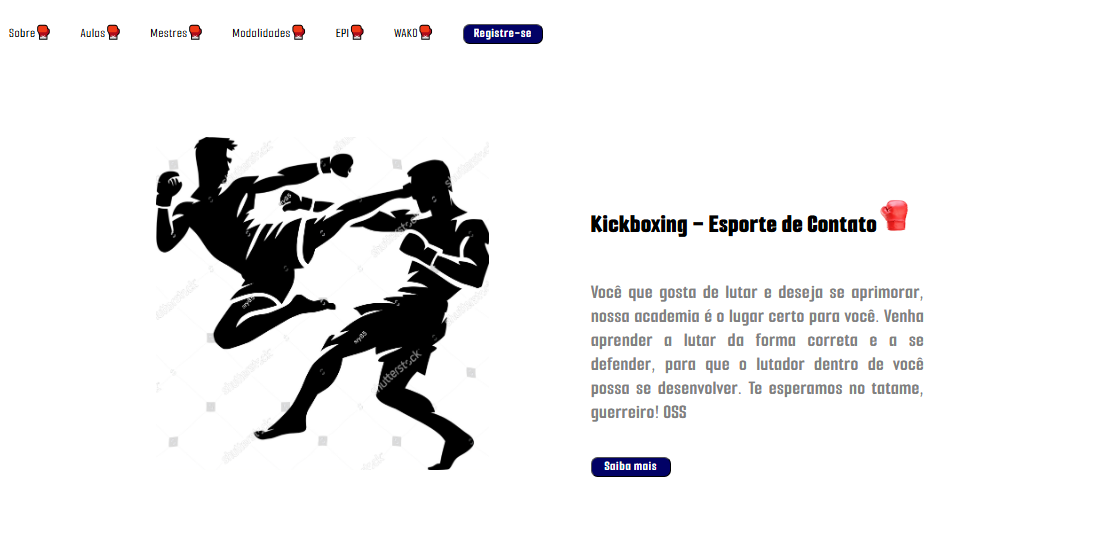 Sobre
Aulas
Mestres
Modalidades
EPI
WAKO
Registre-se
Kickboxing - Esporte de Contato
Você que gosta de lutar e deseja se aprimorar,
nossa academia é o lugar certo para você. Venha
aprender a lutar da forma correta e a se
defender, para que o lutador dentro de você
possa se desenvolver. Te esperamos no tatame,
guerreiro! OSS
Saiba mais
shutterstock